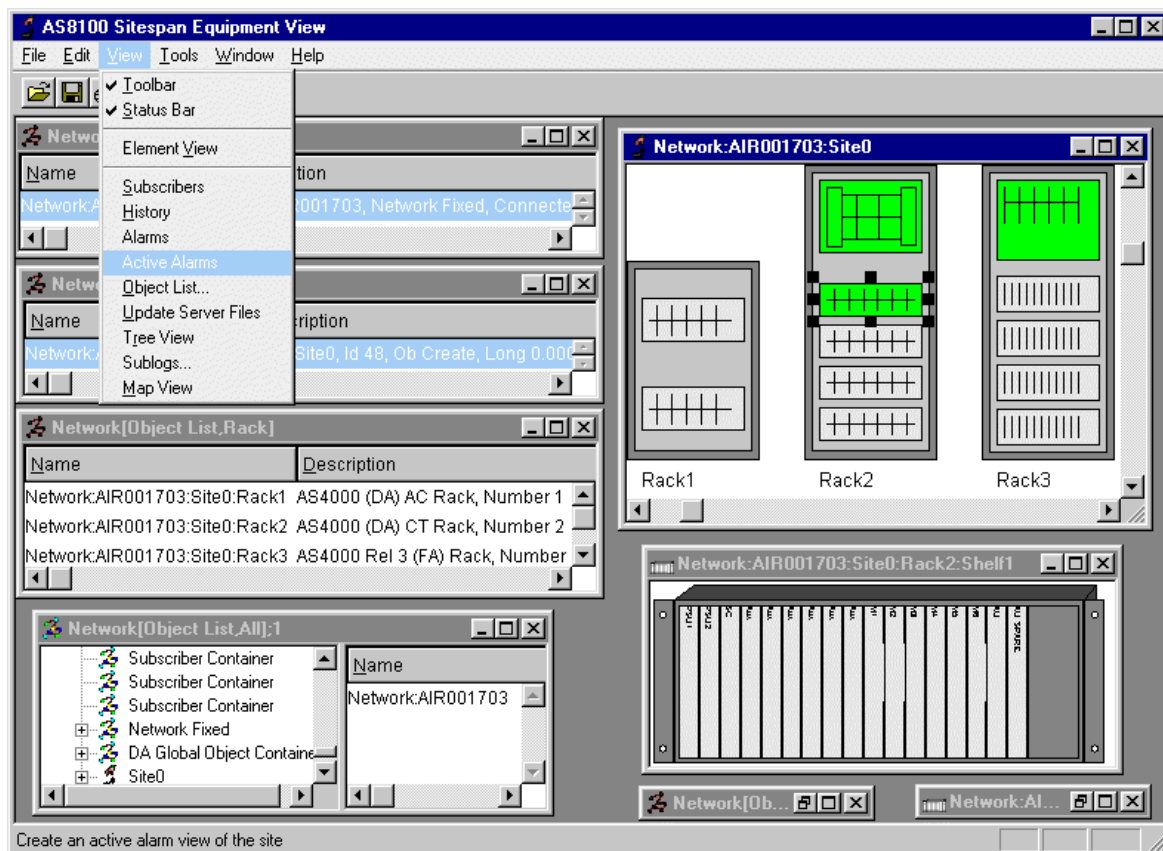 AS8100 Sitespan Equipment View
File Edit View Tools Window Help
Toolbar
Status Bar
Element View
Subscribers
History
Alarms
Active Alarms
Object List...
Update Server Files
Tree View
Sublogs...
Map View
Name
R001703, Network Fixed, Connecte
Name
Site0, Id 48, Ob Create, Long 0.000
Network[Object List,Rack]
Name Description
Network:AIR001703:Site0:Rack1 AS4000 (DA) AC Rack, Number 1
Network:AIR001703:Site0:Rack2 AS4000 (DA) CT Rack, Number 2
Network:AIR001703:Site0:Rack3 AS4000 Rel 3 (FA) Rack, Number
Network[Object List,All];1
Subscriber Container
Subscriber Container
Subscriber Container
Network Fixed
DA Global Object Containe
Site0
Name
Network:AIR001703
Network:AIR001703:Site0
Rack1 Rack2 Rack3
Network:AIR001703:Site0:Rack2:Shelf1
PSU1 PSU2
Network[Ob...
Network:AI...
Create an active alarm view of the site